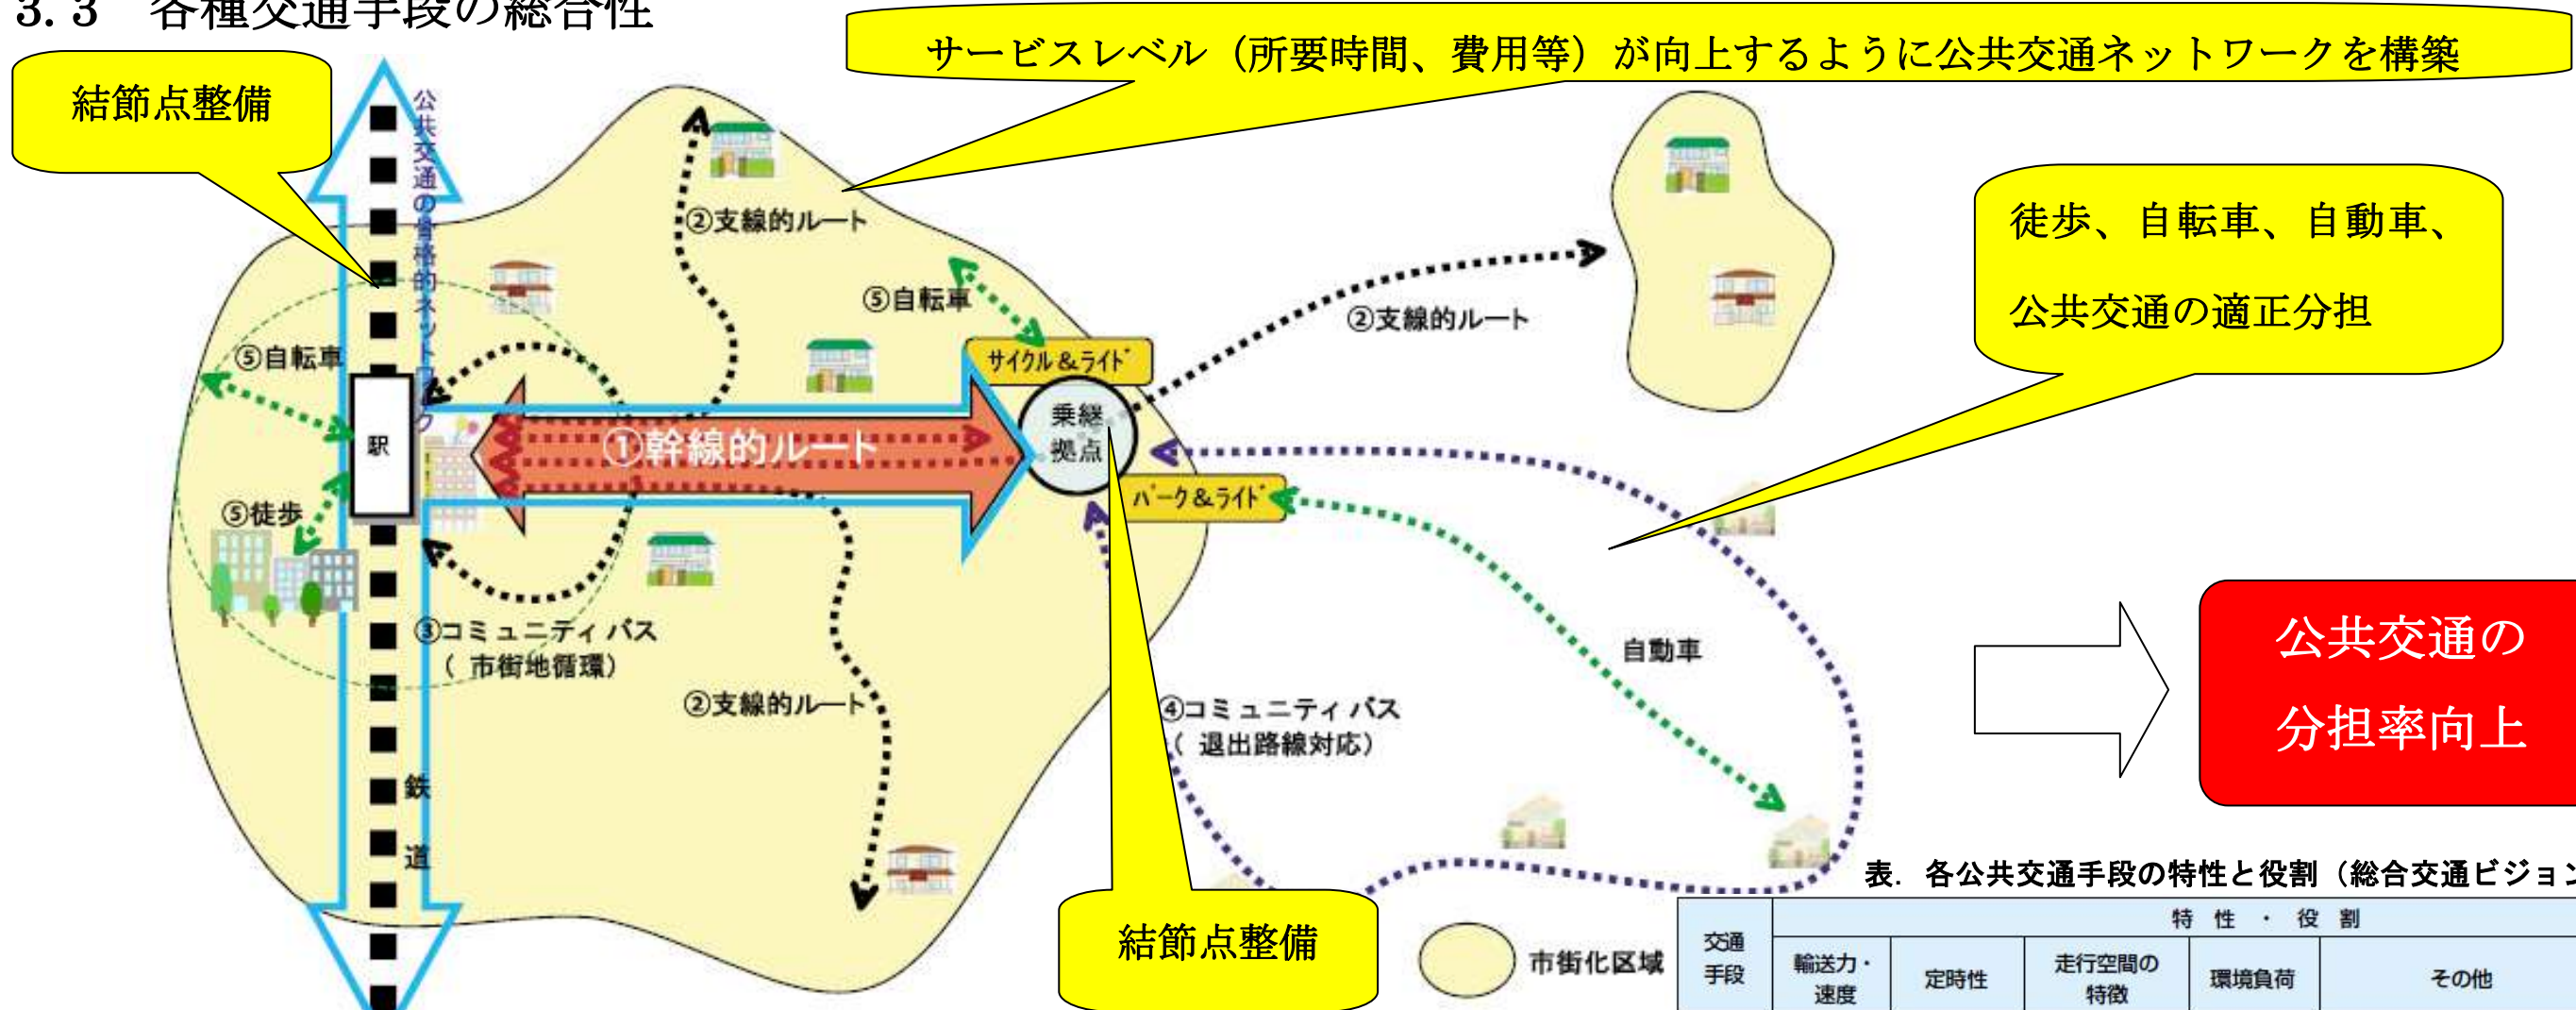 3.3 各種交通手段の総合性
サービスレベル（所要時間、費用等）が向上するように公共交通ネットワークを構築
結節点整備
公共交通の骨格的ネットワーク
②支線的ルート
徒歩、自転車、自動車、
公共交通の適正分担
⑤自転車
②支線的ルート
⑤自転車
サイクル＆ライド
乗継
拠点
駅
①幹線的ルート
パーク＆ライド
⑤徒歩
③コミュニティバス
（市街地循環）
自動車
公共交通の
分担率向上
②支線的ルート
④コミュニティバス
（退出路線対応）
鉄道
結節点整備
市街化区域
表．各公共交通手段の特性と役割（総合交通ビジョン
特性・役割
交通
手段
輸送力・
速度
定時性
走行空間の
特徴
環境負荷
その他